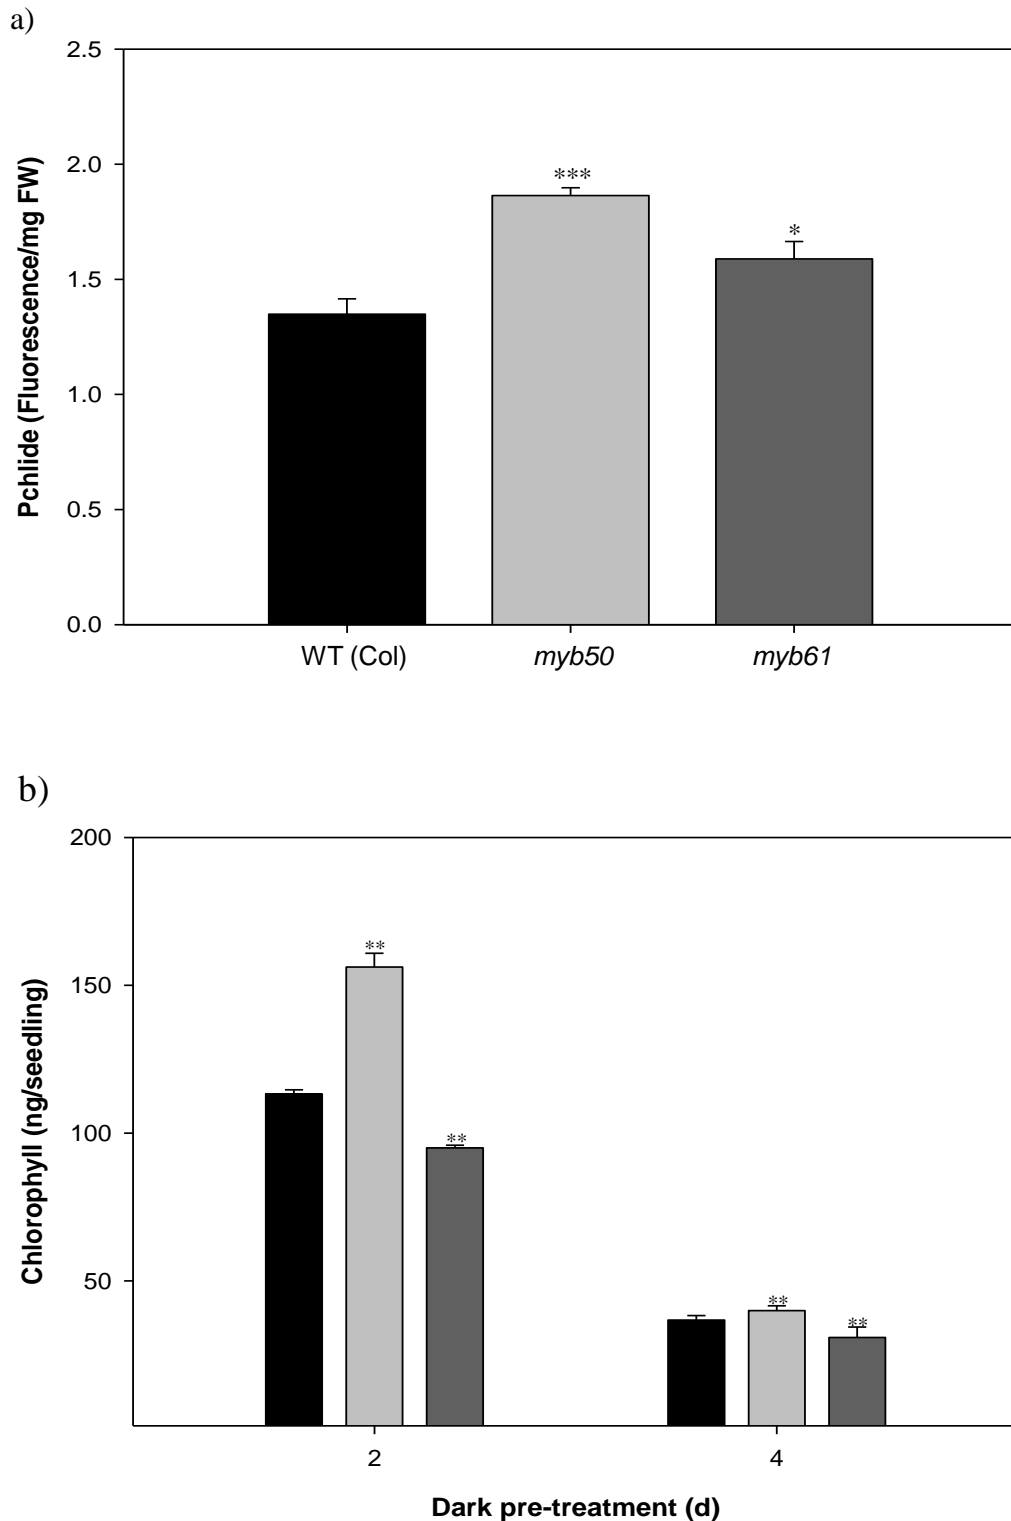 a)
2.5
2.0
1.5
1.0
0.5
0.0
Pchlide (Fluorescence/mg FW)
***
*
WT (Col)
myb50
myb61
b)
200
150
100
50
Chlorophyll (ng/seedling)
**
**
**
**
2
4
Dark pre-treatment (d)